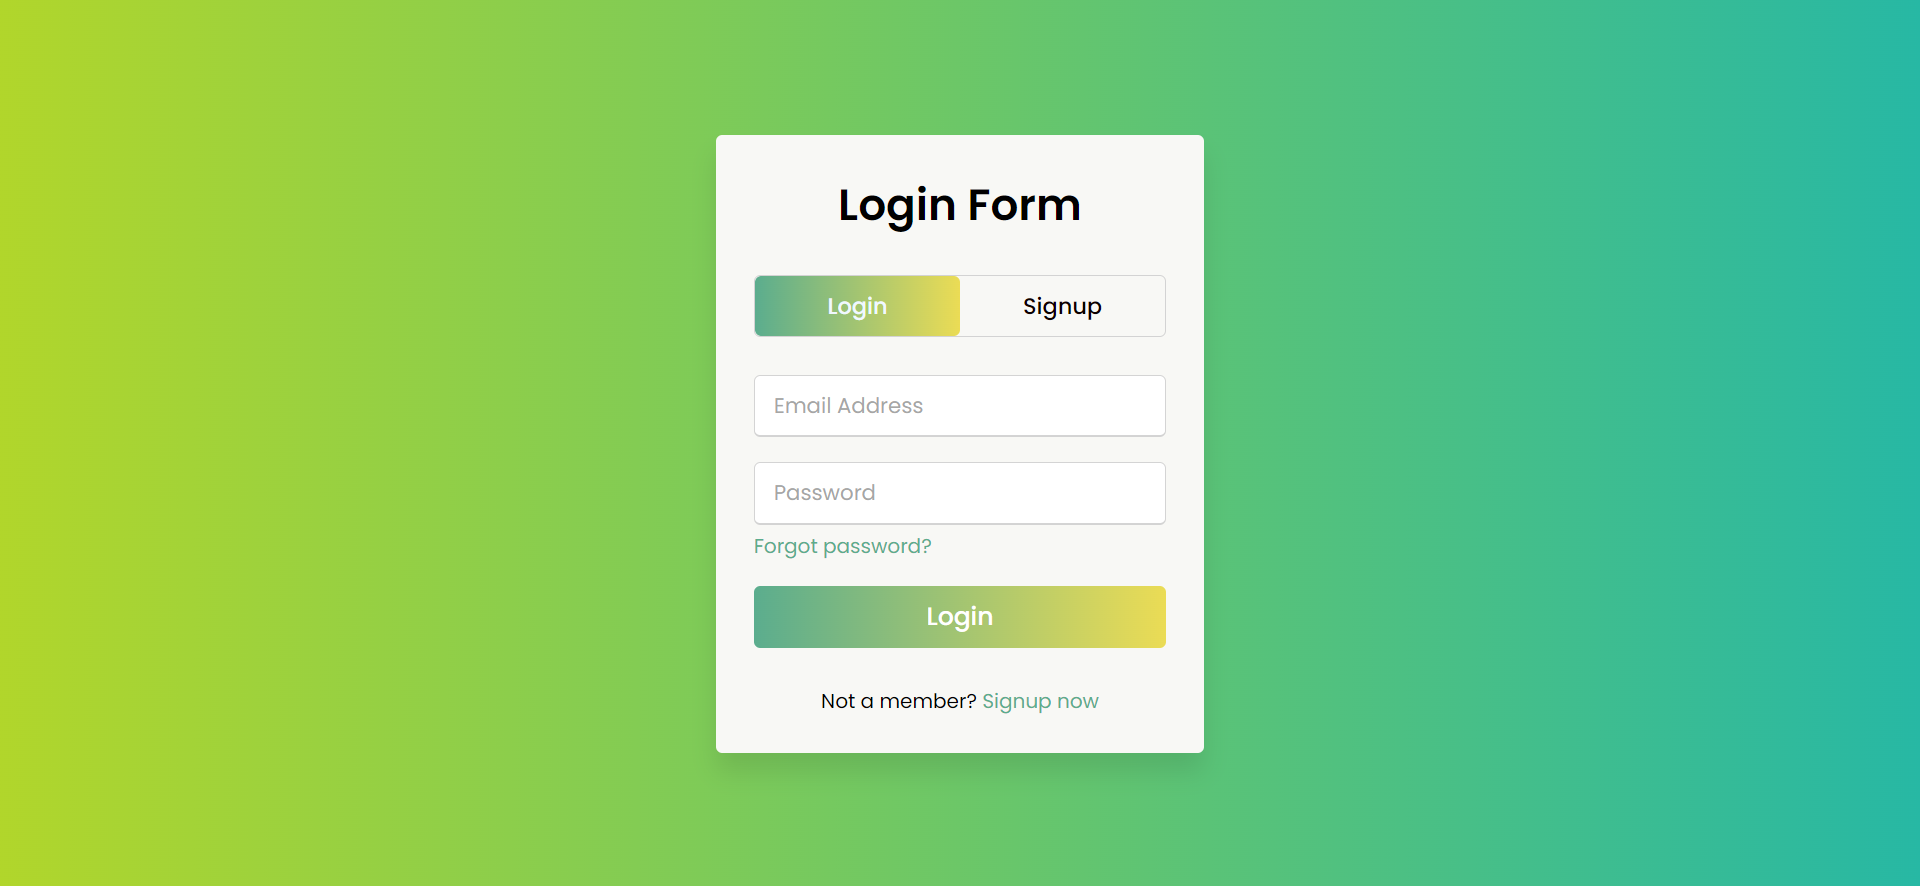 Login Form
Login Signup
Email Address
Password
Forgot password?
Login
Not a member? Signup now